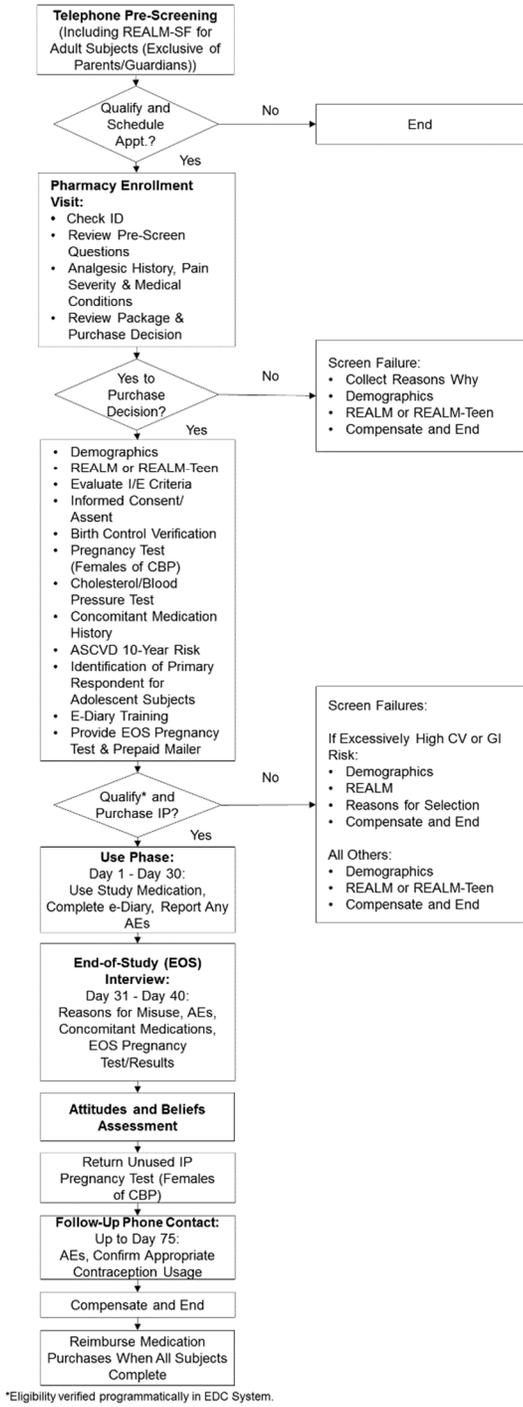 Telephone Pre-Screening
(Including REALM-SF for
Adult Subjects (Exclusive of
Parents/Guardians))
Qualify and
Schedule
Appt.?
No
End
Yes
Pharmacy Enrollment
Visit:
• Check ID
• Review Pre-Screen
Questions
• Analgesic History, Pain
Severity & Medical
Conditions
• Review Package &
Purchase Decision
Yes to
Purchase
Decision?
No
Screen Failure:
• Collect Reasons Why
• Demographics
• REALM or REALM-Teen
• Compensate and End
Yes
• Demographics
• REALM or REALM-Teen
• Evaluate I/E Criteria
• Informed Consent/
Assent
• Birth Control Verification
• Pregnancy Test
(Females of CBP)
• Cholesterol/Blood
Pressure Test
• Concomitant Medication
History
• ASCVD 10-Year Risk
• Identification of Primary
Respondent for
Adolescent Subjects
• E-Diary Training
• Provide EOS Pregnancy
Test & Prepaid Mailer
Qualify* and
Purchase IP?
No
Screen Failures:
If Excessively High CV or GI
Risk:
• Demographics
• REALM
• Reasons for Selection
• Compensate and End
All Others:
• Demographics
• REALM or REALM-Teen
• Compensate and End
Yes
Use Phase:
Day 1 - Day 30:
Use Study Medication,
Complete e-Diary, Report Any
AEs
End-of-Study (EOS)
Interview:
Day 31 - Day 40:
Reasons for Misuse, AEs,
Concomitant Medications,
EOS Pregnancy
Test/Results
Attitudes and Beliefs
Assessment
Return Unused IP
Pregnancy Test (Females
of CBP)
Follow-Up Phone Contact:
Up to Day 75:
AEs, Confirm Appropriate
Contraception Usage
Compensate and End
Reimburse Medication
Purchases When All Subjects
Complete
*Eligibility verified programmatically in EDC System.